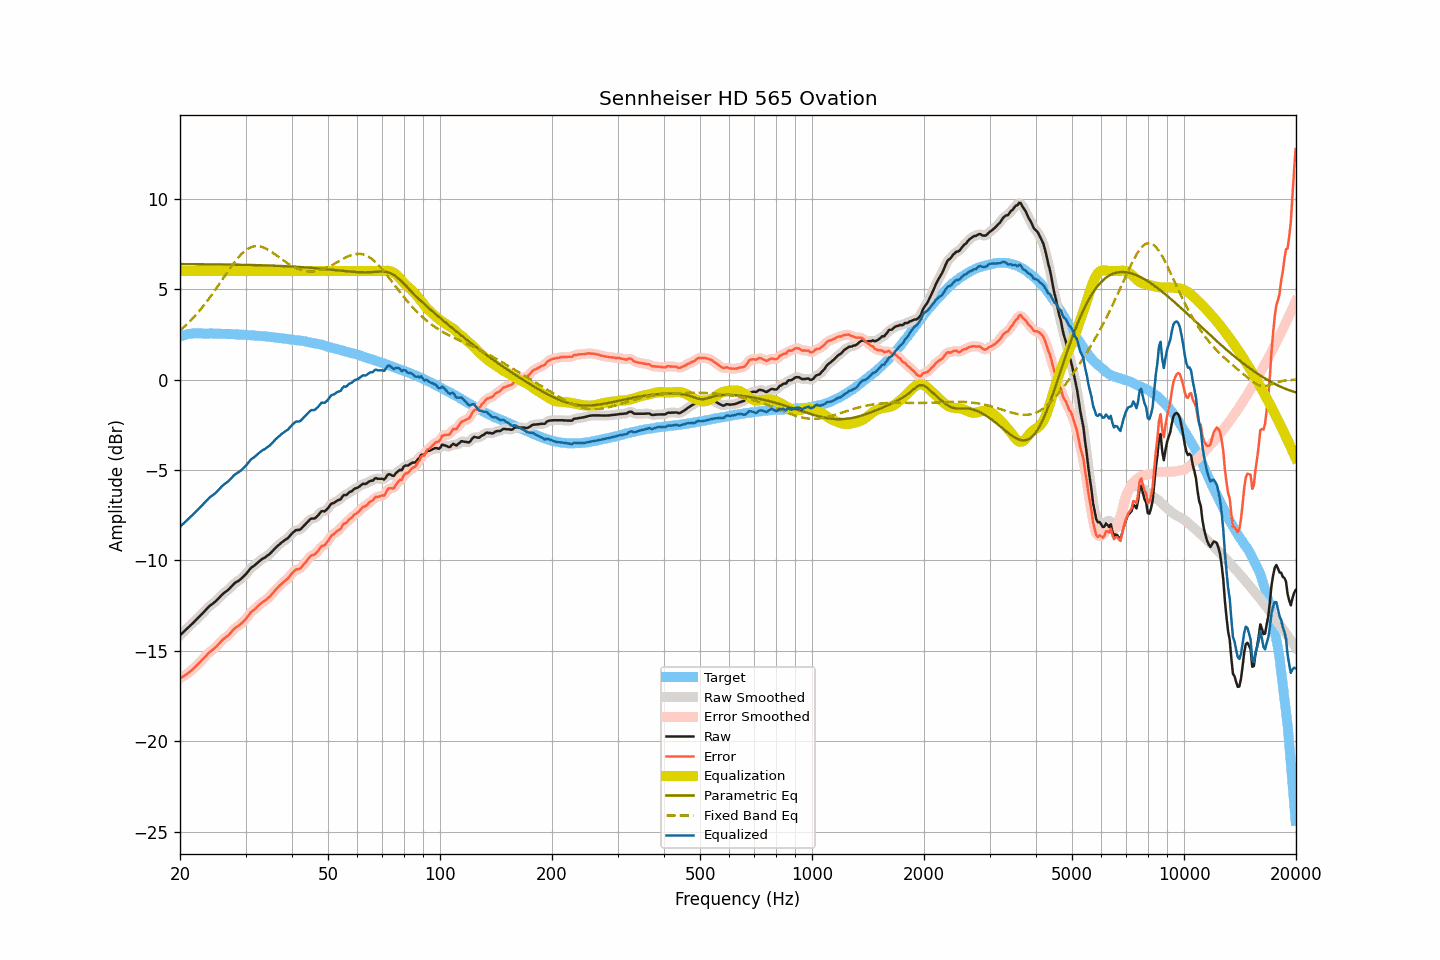 Sennheiser HD 565 Ovation
Amplitude (dBr)
10
5
0
−5
−10
−15
−20
−25
Target
Raw Smoothed
Error Smoothed
Raw
Error
Equalization
Parametric Eq
Fixed Band Eq
Equalized
20 50 100 200 500 1000 2000 5000 10000 20000
Frequency (Hz)